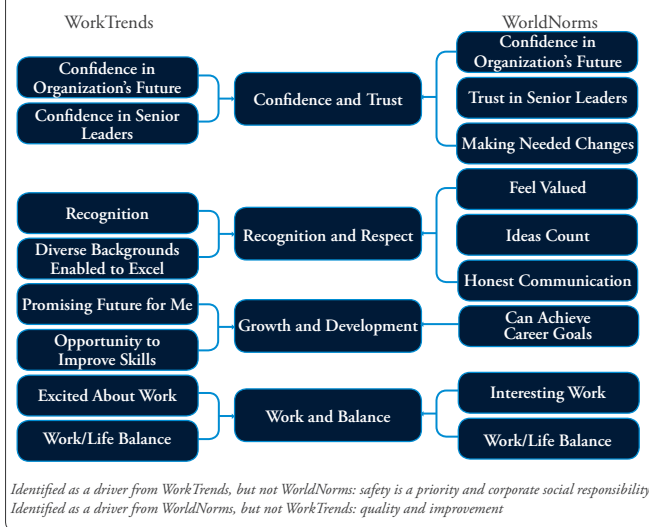 WorkTrends
WorldNorms
Confidence in
Organization's Future
Confidence in Senior
Leaders
Confidence and Trust
Confidence in
Organization's Future
Trust in Senior Leaders
Making Needed Changes
Recognition
Diverse Backgrounds
Enabled to Excel
Recognition and Respect
Feel Valued
Ideas Count
Honest Communication
Promising Future for Me
Opportunity to
Improve Skills
Growth and Development
Can Achieve
Career Goals
Excited About Work
Work/Life Balance
Work and Balance
Interesting Work
Work/Life Balance
Identified as a driver from WorkTrends, but not WorldNorms: safety is a priority and corporate social responsibility
Identified as a driver from WorldNorms, but not WorkTrends: quality and improvement